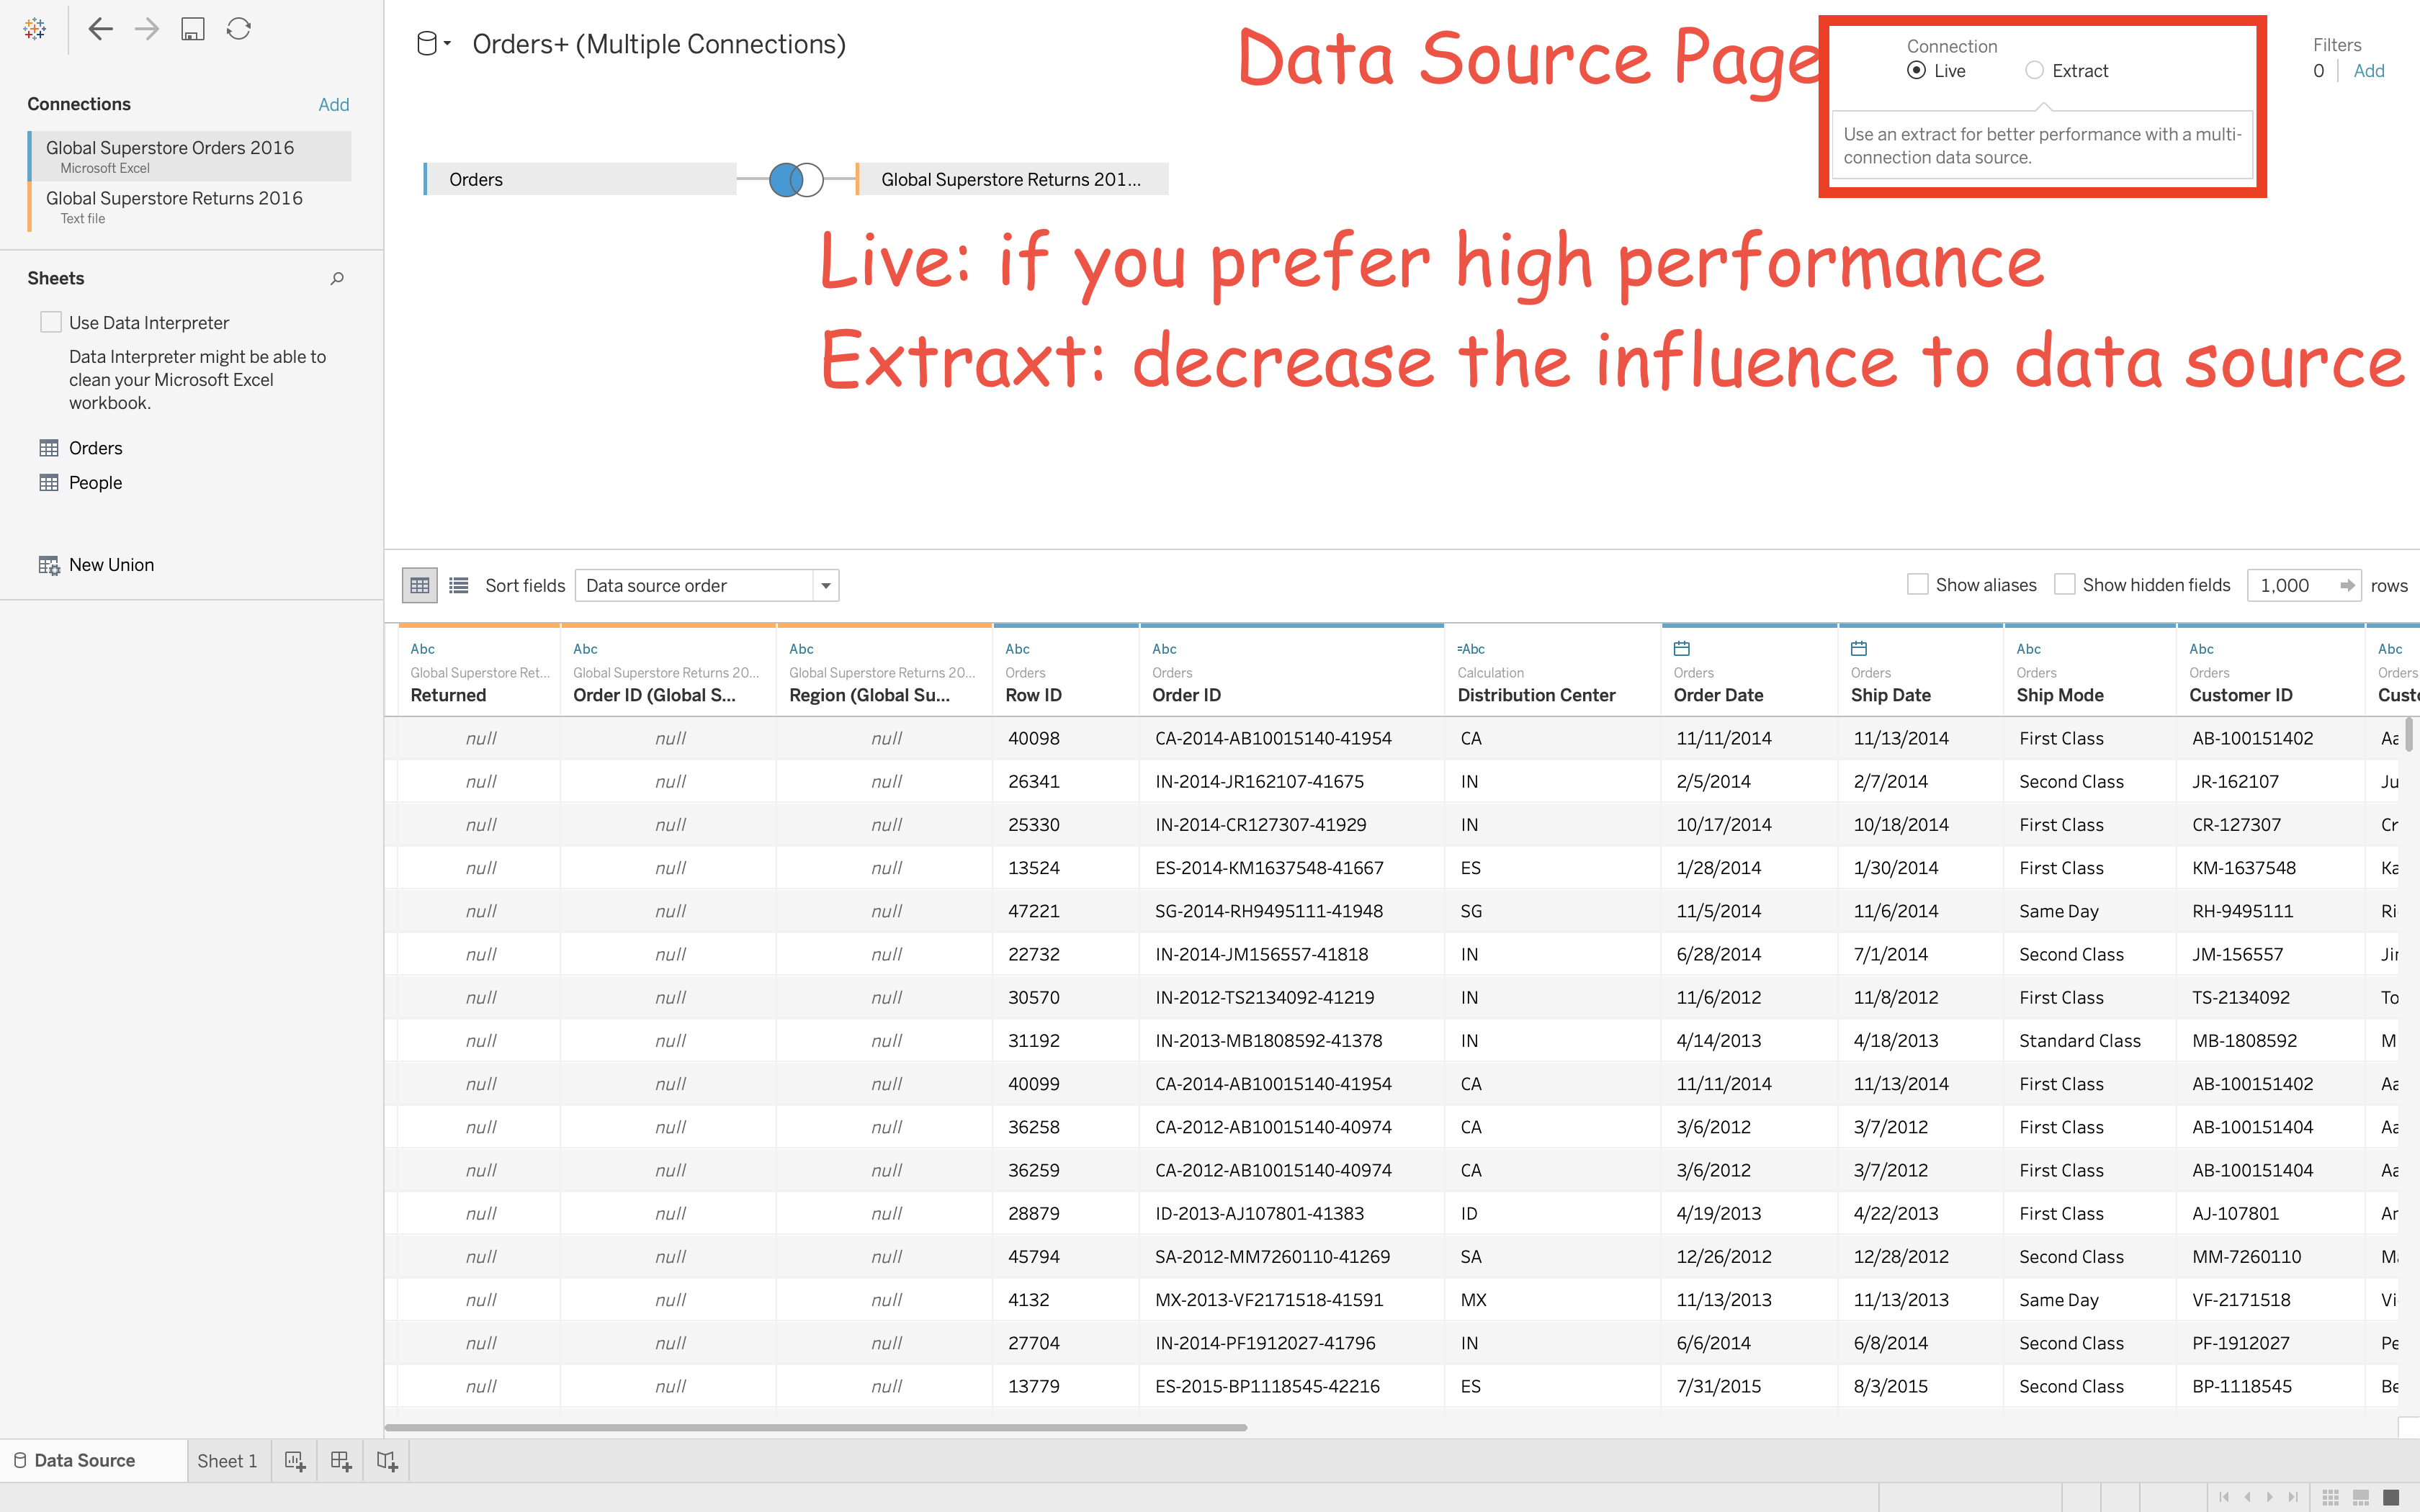 Orders+ (Multiple Connections)
Data Source Page
Connection
Live Extract
Filters
0 Add
Use an extract for better performance with a multi-
connection data source.
Connections Add
Global Superstore Orders 2016
Microsoft Excel
Global Superstore Returns 2016
Text file
Sheets
Use Data Interpreter
Data Interpreter might be able to
clean your Microsoft Excel
workbook.
Orders
People
New Union
Orders Global Superstore Returns 201...
Live: if you prefer high performance
Extraxt: decrease the influence to data source
Sort fields Data source order Show aliases Show hidden fields 1,000 rows
Abc Abc Abc Abc Abc =Abc Abc Abc Abc
Global Superstore Ret... Global Superstore Returns 20... Global Superstore Returns 20... Orders Orders Calculation Orders Orders Orders Orders Orders
Returned Order ID (Global S... Region (Global Su... Row ID Order ID Distribution Center Order Date Ship Date Ship Mode Customer ID Custo
null null null 40098 CA-2014-AB10015140-41954 CA 11/11/2014 11/13/2014 First Class AB-100151402 Aa
null null null 26341 IN-2014-JR162107-41675 IN 2/5/2014 2/7/2014 Second Class JR-162107 Ju
null null null 25330 IN-2014-CR127307-41929 IN 10/17/2014 10/18/2014 First Class CR-127307 Cr
null null null 13524 ES-2014-KM1637548-41667 ES 1/28/2014 1/30/2014 First Class KM-1637548 Ka
null null null 47221 SG-2014-RH9495111-41948 SG 11/5/2014 11/6/2014 Same Day RH-9495111 Ri
null null null 22732 IN-2014-JM156557-41818 IN 6/28/2014 7/1/2014 Second Class JM-156557 Jir
null null null 30570 IN-2012-TS2134092-41219 IN 11/6/2012 11/8/2012 First Class TS-2134092 To
null null null 31192 IN-2013-MB1808592-41378 IN 4/14/2013 4/18/2013 Standard Class MB-1808592 M
null null null 40099 CA-2014-AB10015140-41954 CA 11/11/2014 11/13/2014 First Class AB-100151402 Aa
null null null 36258 CA-2012-AB10015140-40974 CA 3/6/2012 3/7/2012 First Class AB-100151404 Aa
null null null 36259 CA-2012-AB10015140-40974 CA 3/6/2012 3/7/2012 First Class AB-100151404 Aa
null null null 28879 ID-2013-AJ107801-41383 ID 4/19/2013 4/22/2013 First Class AJ-107801 Ar
null null null 45794 SA-2012-MM7260110-41269 SA 12/26/2012 12/28/2012 Second Class MM-7260110 Ma
null null null 4132 MX-2013-VF2171518-41591 MX 11/13/2013 11/13/2013 Same Day VF-2171518 Vi
null null null 27704 IN-2014-PF1912027-41796 IN 6/6/2014 6/8/2014 Second Class PF-1912027 Pe
null null null 13779 ES-2015-BP1118545-42216 ES 7/31/2015 8/3/2015 Second Class BP-1118545 Be
Data Source Sheet 1